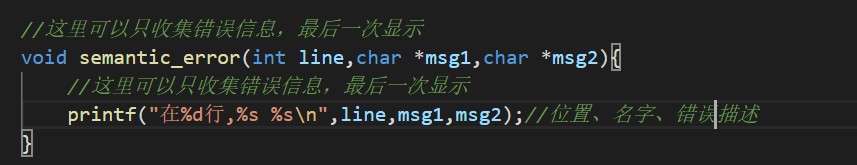 //这里可以只收集错误信息，最后一次显示
void semantic_error(int line,char *msg1,char *msg2){
//这里可以只收集错误信息，最后一次显示
printf("在%d行,%s %s\n",line,msg1,msg2);//位置、名字、错误描述
}